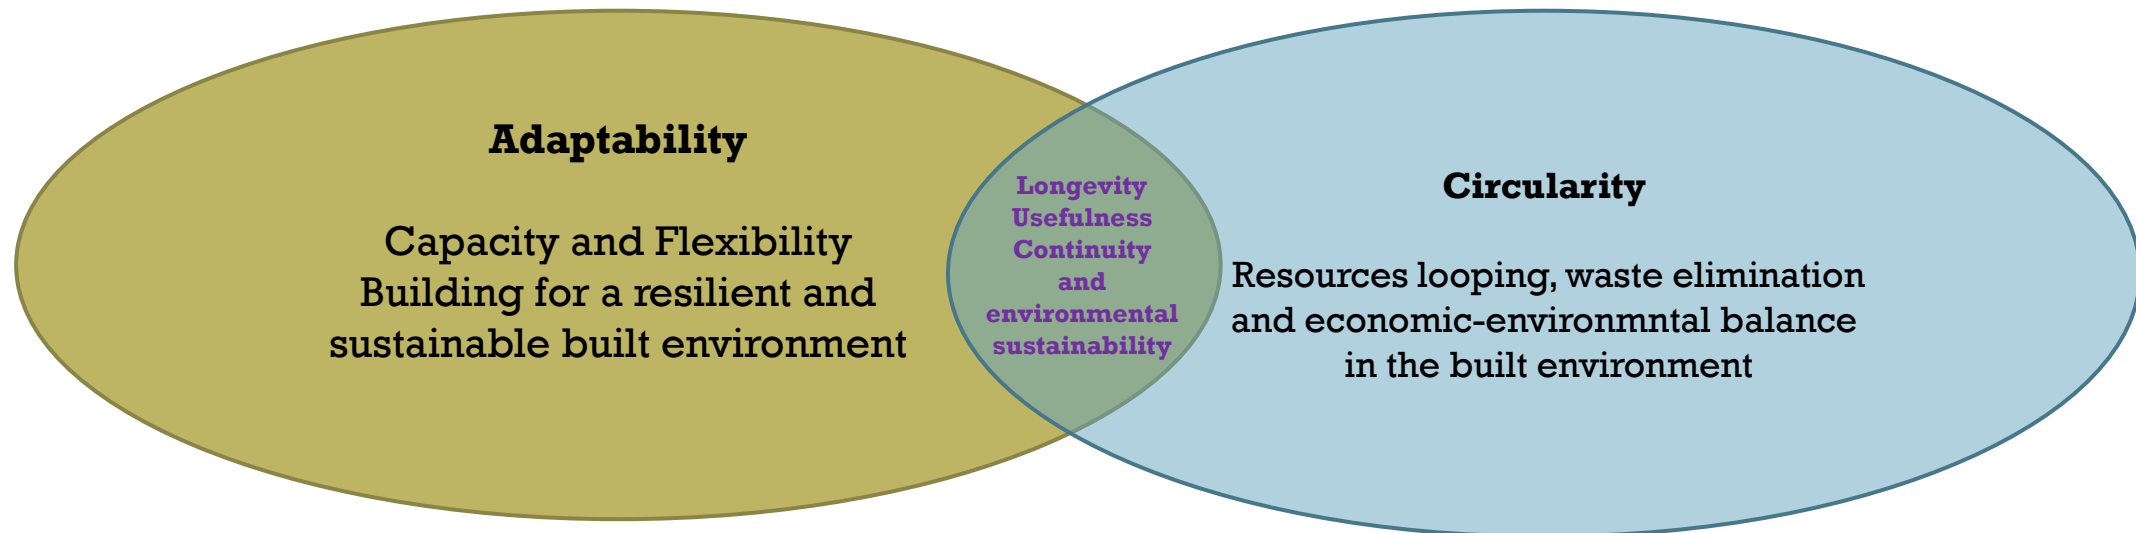 Adaptability
Capacity and Flexibility
Building for a resilient and
sustainable built environment
Longevity
Usefulness
Continuity
and
environmental
sustainability
Circularity
Resources looping, waste elimination
and economic-environmntal balance
in the built environment